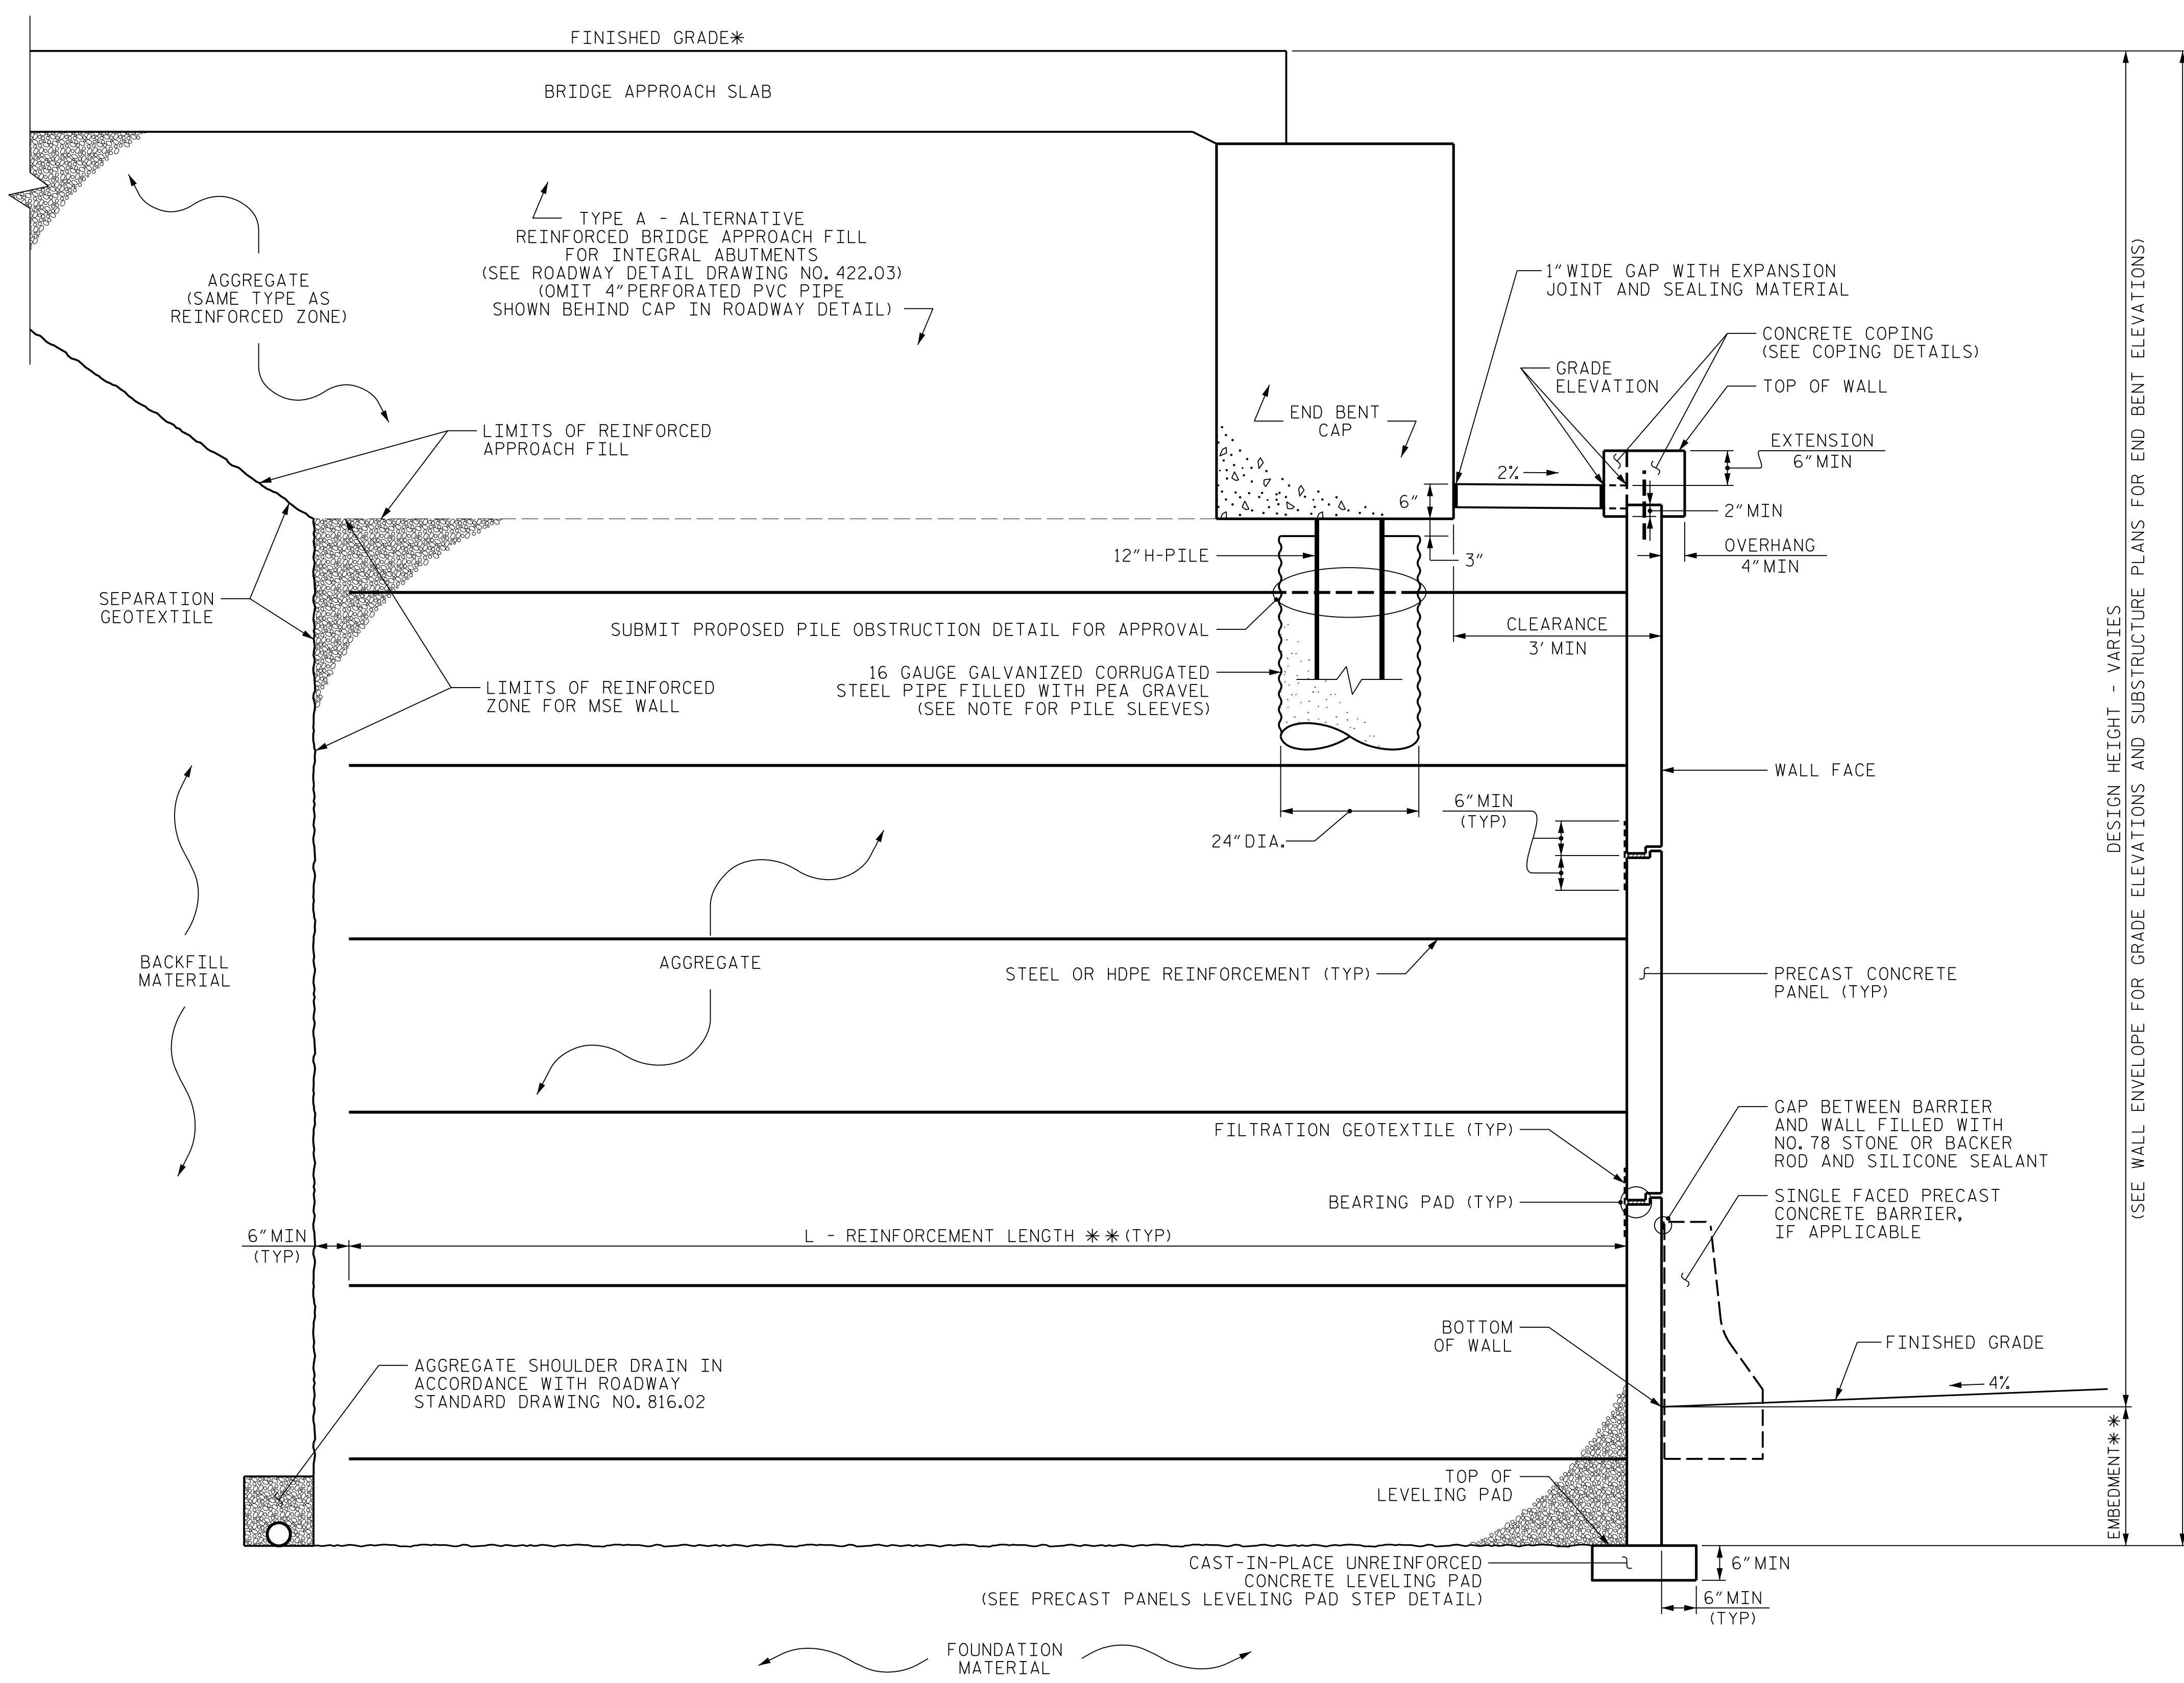 FINISHED GRADE*
BRIDGE APPROACH SLAB
TYPE A - ALTERNATIVE
REINFORCED BRIDGE APPROACH FILL
FOR INTEGRAL ABUTMENTS
(SEE ROADWAY DETAIL DRAWING NO. 422.03)
(OMIT 4" PERFORATED PVC PIPE
SHOWN BEHIND CAP IN ROADWAY DETAIL)
AGGREGATE
(SAME TYPE AS
REINFORCED ZONE)
1" WIDE GAP WITH EXPANSION
JOINT AND SEALING MATERIAL
CONCRETE COPING
(SEE COPING DETAILS)
GRADE
ELEVATION
TOP OF WALL
END BENT
CAP
LIMITS OF REINFORCED
APPROACH FILL
EXTENSION
6" MIN
2%
6"
2" MIN
OVERHANG
4" MIN
12" H-PILE
3"
SEPARATION
GEOTEXTILE
SUBMIT PROPOSED PILE OBSTRUCTION DETAIL FOR APPROVAL
CLEARANCE
3' MIN
16 GAUGE GALVANIZED CORRUGATED
STEEL PIPE FILLED WITH PEA GRAVEL
(SEE NOTE FOR PILE SLEEVES)
LIMITS OF REINFORCED
ZONE FOR MSE WALL
WALL FACE
6" MIN
(TYP)
24" DIA.
DESIGN HEIGHT - VARIES
(SEE WALL ENVELOPE FOR GRADE ELEVATIONS AND SUBSTRUCTURE PLANS FOR END BENT ELEVATIONS)
BACKFILL
MATERIAL
AGGREGATE
STEEL OR HDPE REINFORCEMENT (TYP)
PRECAST CONCRETE
PANEL (TYP)
FILTRATION GEOTEXTILE (TYP)
GAP BETWEEN BARRIER
AND WALL FILLED WITH
NO. 78 STONE OR BACKER
ROD AND SILICONE SEALANT
BEARING PAD (TYP)
SINGLE FACED PRECAST
CONCRETE BARRIER,
IF APPLICABLE
6" MIN
(TYP)
L - REINFORCEMENT LENGTH ** (TYP)
BOTTOM
OF WALL
FINISHED GRADE
4%
AGGREGATE SHOULDER DRAIN IN
ACCORDANCE WITH ROADWAY
STANDARD DRAWING NO. 816.02
EMBEDMENT**
TOP OF
LEVELING PAD
CAST-IN-PLACE UNREINFORCED
CONCRETE LEVELING PAD
(SEE PRECAST PANELS LEVELING PAD STEP DETAIL)
6" MIN
6" MIN
(TYP)
FOUNDATION
MATERIAL